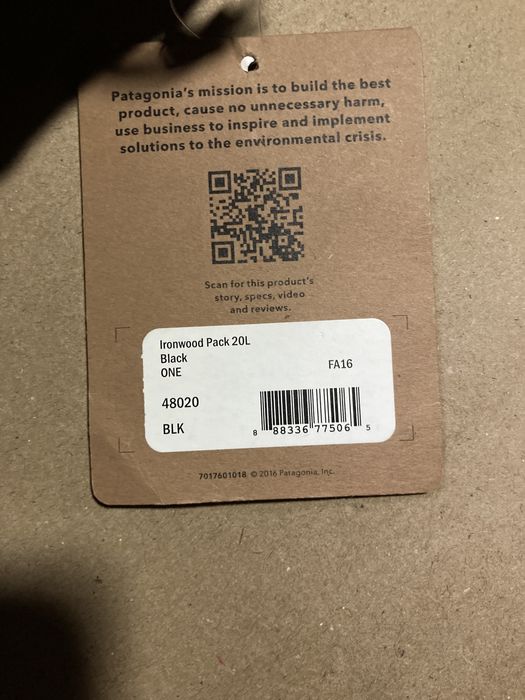 Patagonia's mission is to build the best
product, cause no unnecessary harm,
use business to inspire and implement
solutions to the environmental crisis.
Scan for this product's
story, specs, video
and reviews.
Ironwood Pack 20L
Black
ONE FA16
48020
BLK
8 88336 77506 5
7017601018 © 2016 Patagonia, Inc.